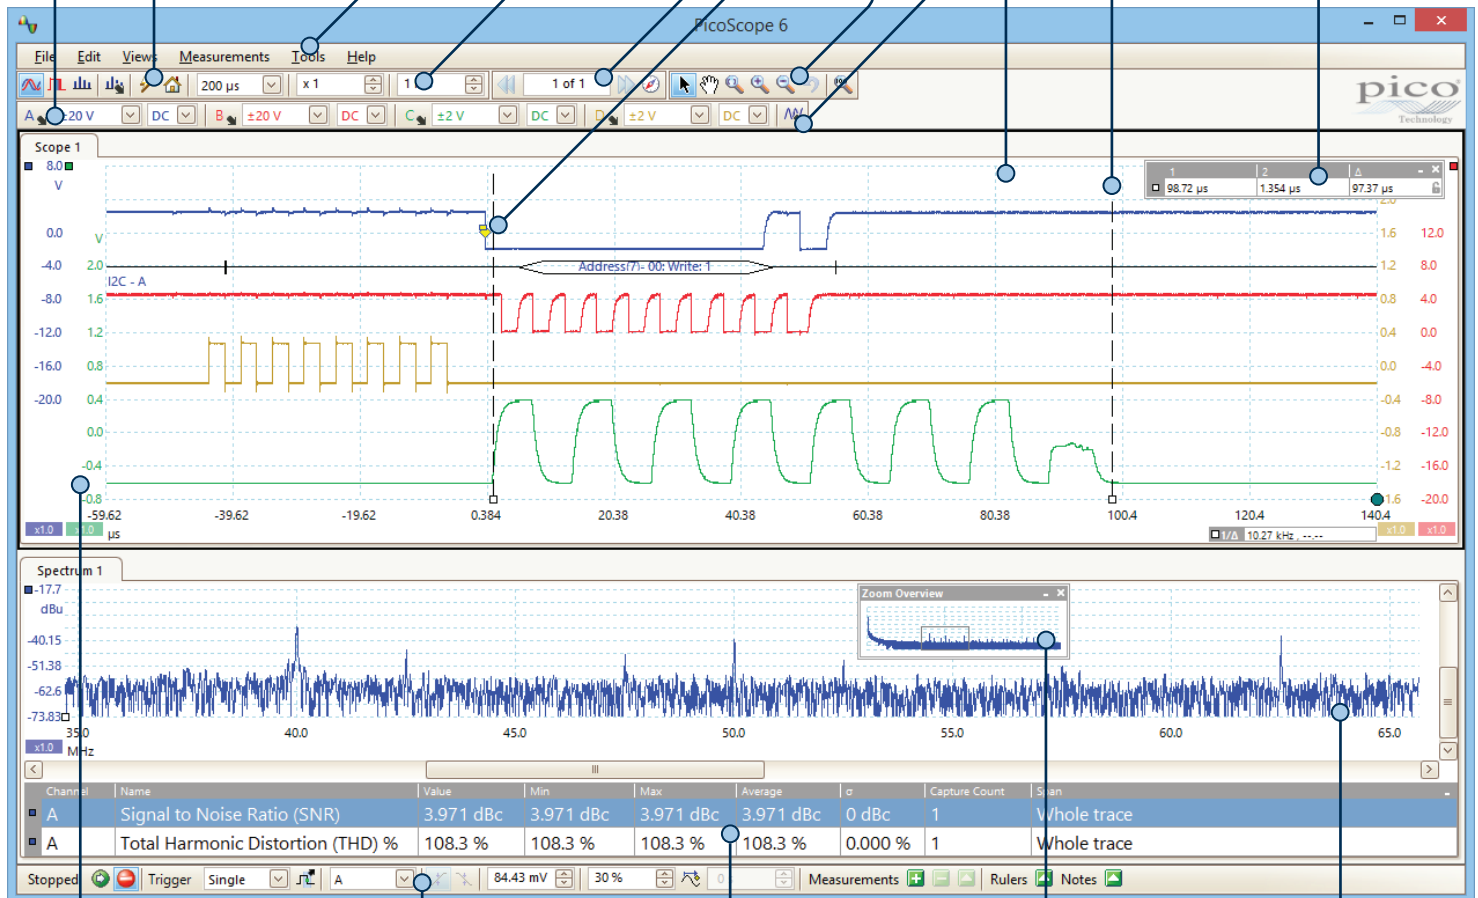 PicoScope 6
File Edit Views Measurements Tools Help
200 µs x 1 1 1 of 1
pico
Technology
A ±20 V DC B ±20 V DC C ±2 V DC D ±2 V DC
Scope 1
8.0
V
0.0
-4.0
-8.0
-12.0
-16.0
-20.0
V
2.0
1.6
1.2
0.8
0.4
0.0
-0.4
-0.8
I2C - A
Address(7)- 00: Write: 1
1 2 Δ
98.72 µs 1.354 µs 97.37 µs
2.0
1.6
1.2
0.8
0.4
0.0
-0.4
-0.8
-1.2
1.6
12.0
8.0
4.0
0.0
-4.0
-8.0
-12.0
-16.0
-20.0
-59.62 -39.62 -19.62 0.384 20.38 40.38 60.38 80.38 100.4 120.4 140.4
x1.0 x1.0 µs
1/Δ 10.27 kHz , --.--
x1.0 x1.0
Spectrum 1
-17.7
dBu
-40.15
-51.38
-62.6
-73.83
Zoom Overview
35.0 40.0 45.0 50.0 55.0 60.0 65.0
x1.0 MHz
Channel Name Value Min Max Average σ Capture Count Span
A Signal to Noise Ratio (SNR) 3.971 dBc 3.971 dBc 3.971 dBc 3.971 dBc 0 dBc 1 Whole trace
A Total Harmonic Distortion (THD) % 108.3 % 108.3 % 108.3 % 108.3 % 0.000 % 1 Whole trace
Stopped Trigger Single A 84.43 mV 30 % 0 Measurements Rulers Notes